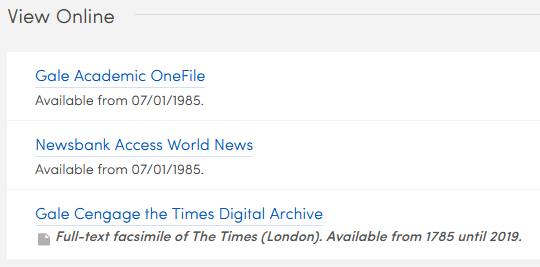 View Online
Gale Academic OneFile
Available from 07/01/1985.
Newsbank Access World News
Available from 07/01/1985.
Gale Cengage the Times Digital Archive
Full-text facsimile of The Times (London). Available from 1785 until 2019.